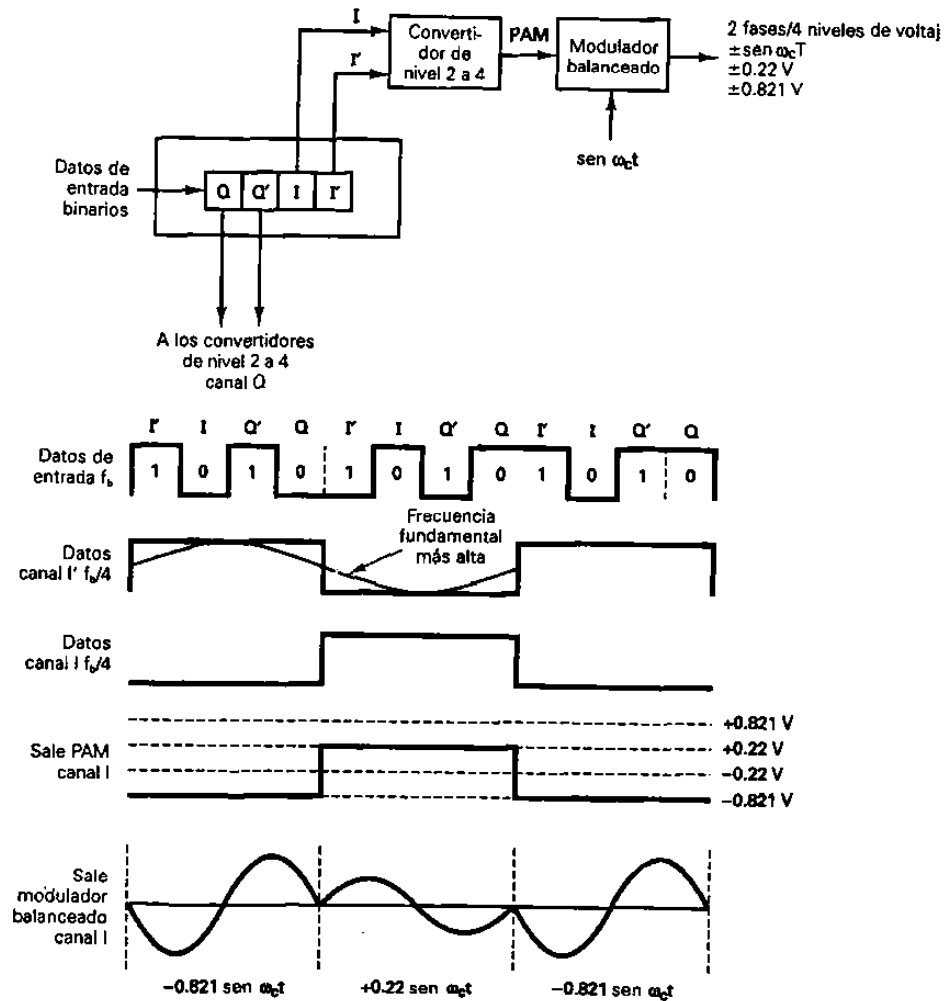 I
I'
Converti-
dor de
nivel 2 a 4
PAM
Modulador
balanceado
2 fases/4 niveles de voltaj
±sen ωcT
±0.22 V
±0.821 V
sen ωct
Datos de
entrada
binarios
Q Q' I I'
A los convertidores
de nivel 2 a 4
canal Q
I' I Q' Q I' I Q' Q I' I Q' Q
Datos de
entrada fb
1 0 1 0 1 0 1 0 1 0 1 0
Frecuencia
fundamental
más alta
Datos
canal I' fb/4
Datos
canal I fb/4
+0.821 V
Sale PAM
canal I
+0.22 V
−0.22 V
−0.821 V
Sale
modulador
balanceado
canal I
−0.821 sen ωct
+0.22 sen ωct
−0.821 sen ωct